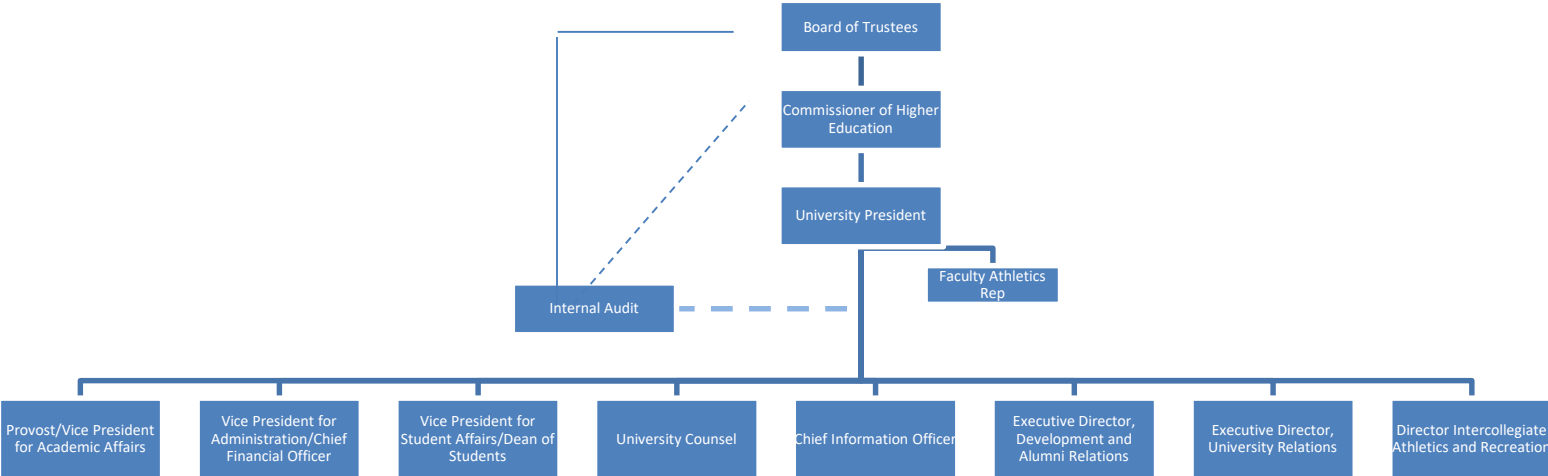 Board of Trustees
Commissioner of Higher
Education
University President
Faculty Athletics
Rep
Internal Audit
Provost/Vice President
for Academic Affairs
Vice President for
Administration/Chief
Financial Officer
Vice President for
Student Affairs/Dean of
Students
University Counsel
Chief Information Officer
Executive Director,
Development and
Alumni Relations
Executive Director,
University Relations
Director Intercollegiate
Athletics and Recreation